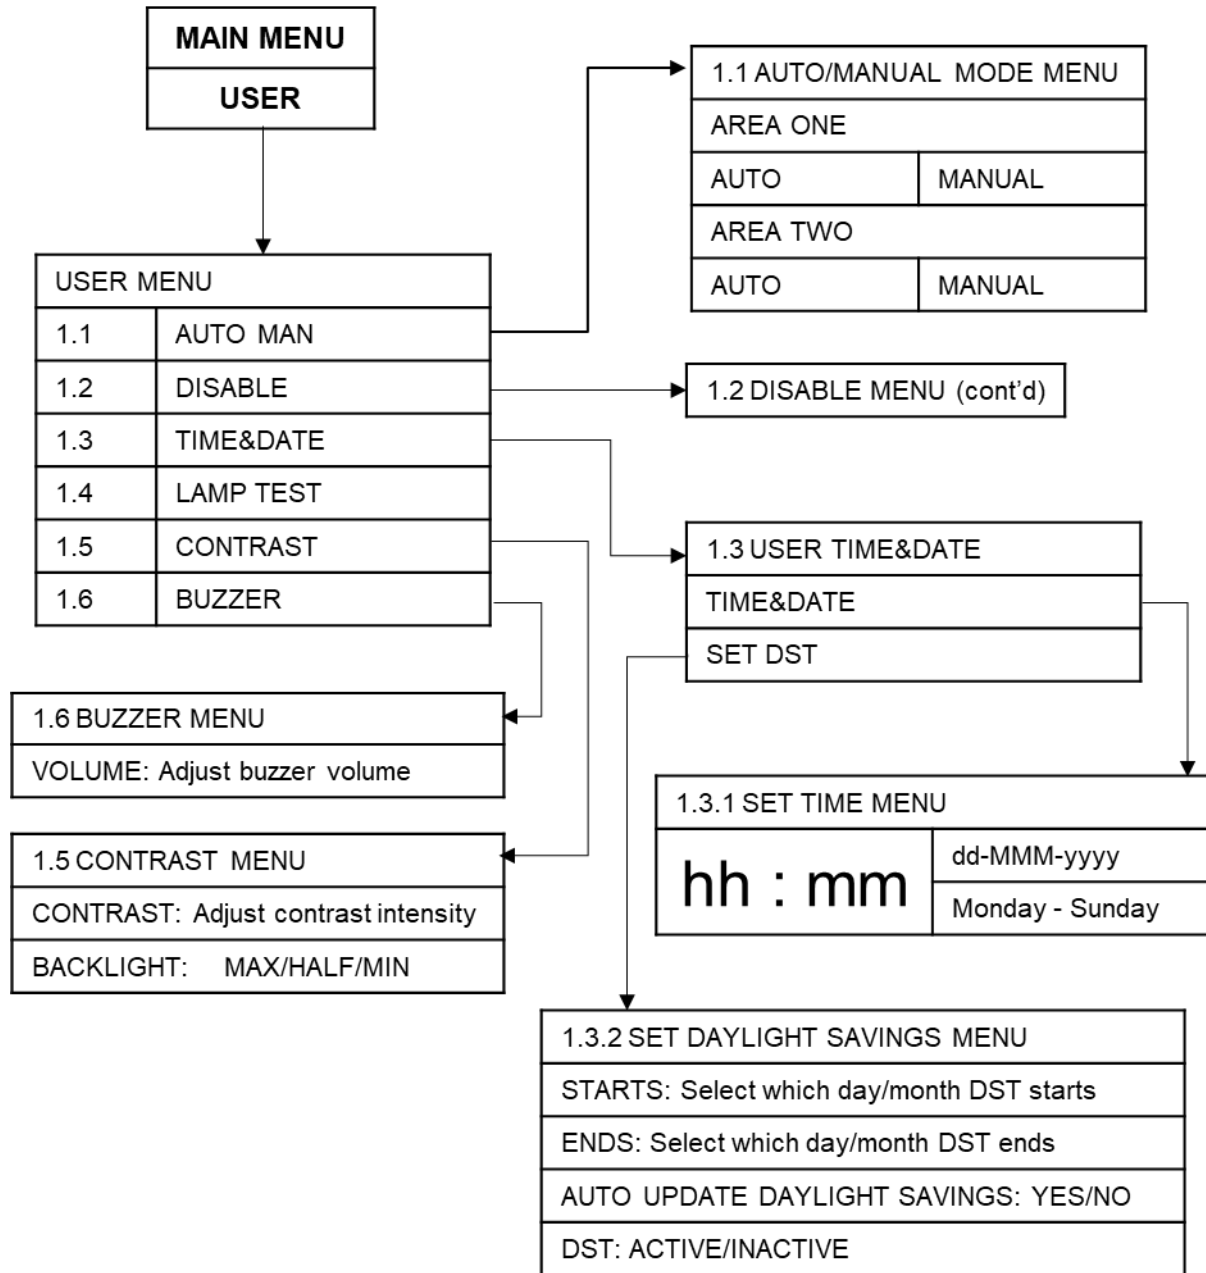 MAIN MENU
USER
1.1 AUTO/MANUAL MODE MENU
AREA ONE
AUTO MANUAL
AREA TWO
AUTO MANUAL
USER MENU
1.1 AUTO MAN
1.2 DISABLE
1.3 TIME&DATE
1.4 LAMP TEST
1.5 CONTRAST
1.6 BUZZER
1.2 DISABLE MENU (cont'd)
1.3 USER TIME&DATE
TIME&DATE
SET DST
1.6 BUZZER MENU
VOLUME: Adjust buzzer volume
1.5 CONTRAST MENU
CONTRAST: Adjust contrast intensity
BACKLIGHT: MAX/HALF/MIN
1.3.1 SET TIME MENU
hh : mm
dd-MMM-yyyy
Monday - Sunday
1.3.2 SET DAYLIGHT SAVINGS MENU
STARTS: Select which day/month DST starts
ENDS: Select which day/month DST ends
AUTO UPDATE DAYLIGHT SAVINGS: YES/NO
DST: ACTIVE/INACTIVE